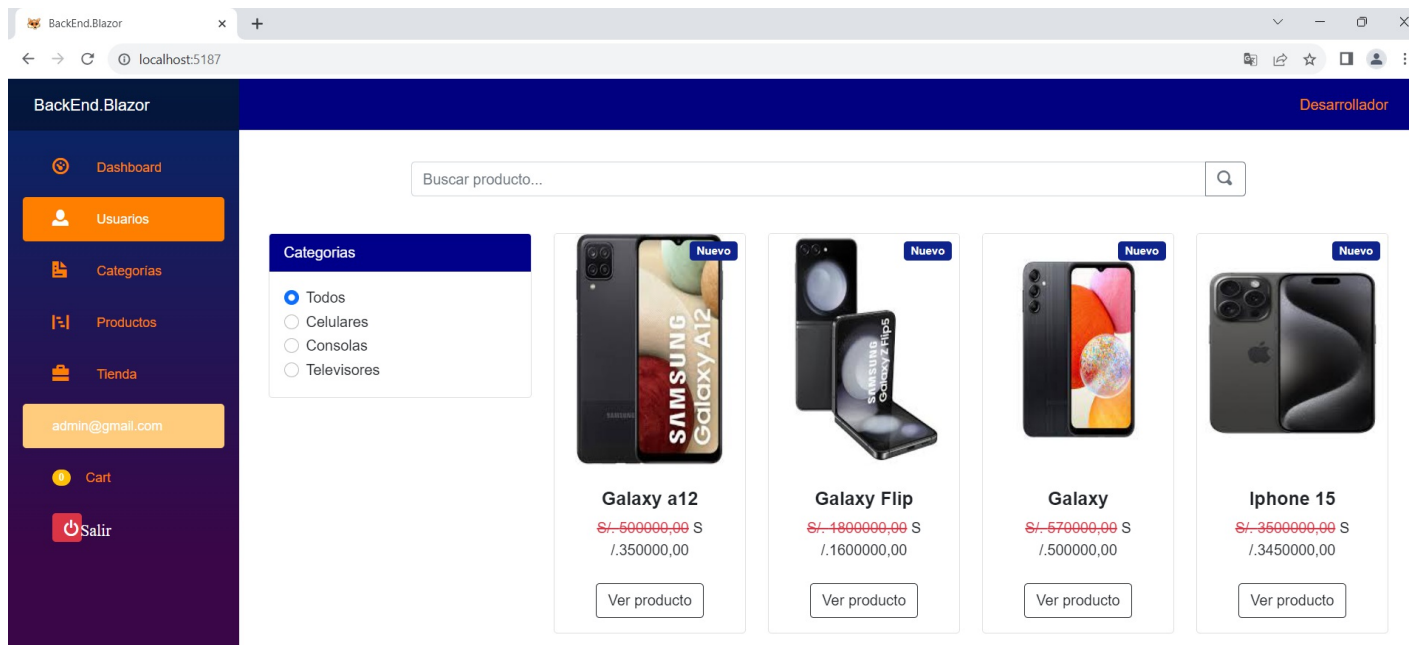 BackEnd.Blazor
localhost:5187
BackEnd.Blazor
Desarrollador
Dashboard
Usuarios
Categorías
Productos
Tienda
admin@gmail.com
0 Cart
Salir
Buscar producto...
Categorias
Todos
Celulares
Consolas
Televisores
Nuevo
SAMSUNG
Galaxy A12
SAMSUNG
Galaxy a12
S/. 500000,00 S
/.350000,00
Ver producto
Nuevo
SAMSUNG
Galaxy Z Flip5
Galaxy Flip
S/. 1800000,00 S
/.1600000,00
Ver producto
Nuevo
Galaxy
S/. 570000,00 S
/.500000,00
Ver producto
Nuevo
Iphone 15
S/. 3500000,00 S
/.3450000,00
Ver producto